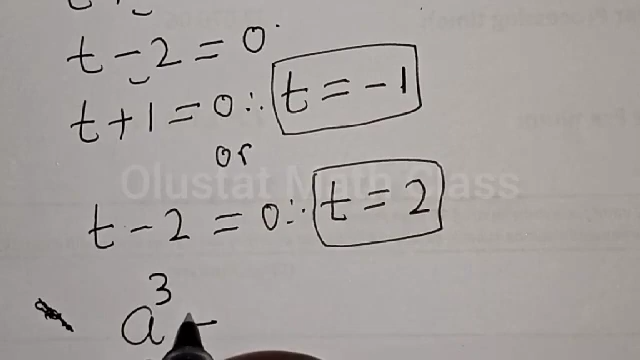 t - 2 = 0
t + 1 = 0 ∴ t = -1
or
Olustat Math Class
t - 2 = 0 ∴ t = 2
a³ -